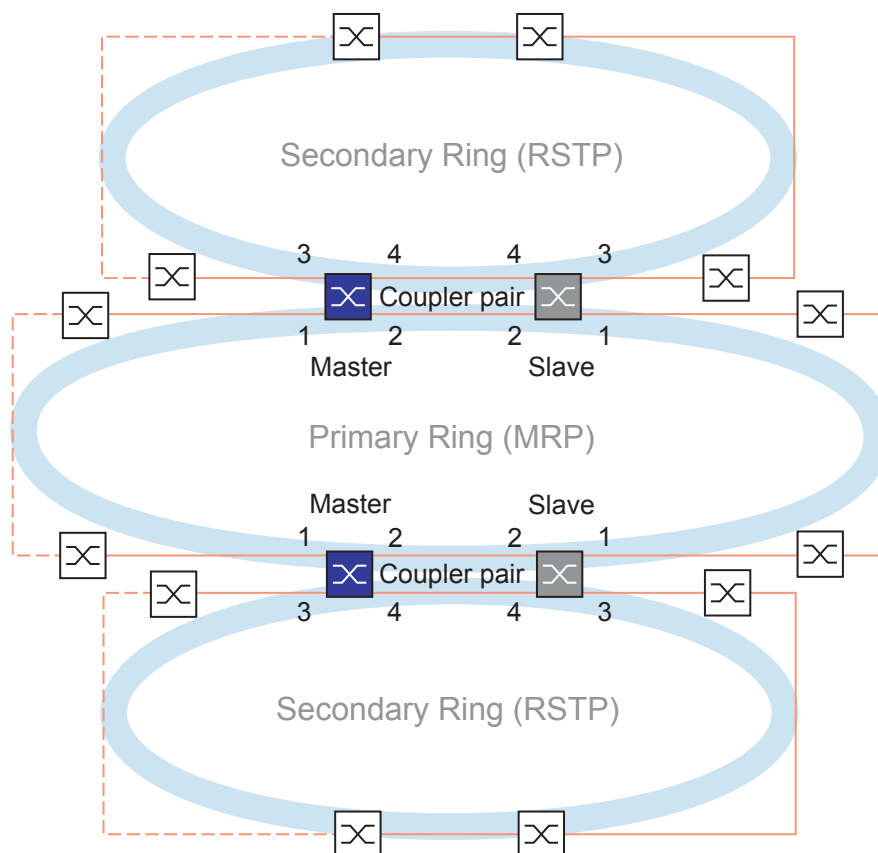 Secondary Ring (RSTP)
3 4 4 3
Coupler pair
1 2 2 1
Master Slave
Primary Ring (MRP)
Master Slave
1 2 2 1
Coupler pair
3 4 4 3
Secondary Ring (RSTP)